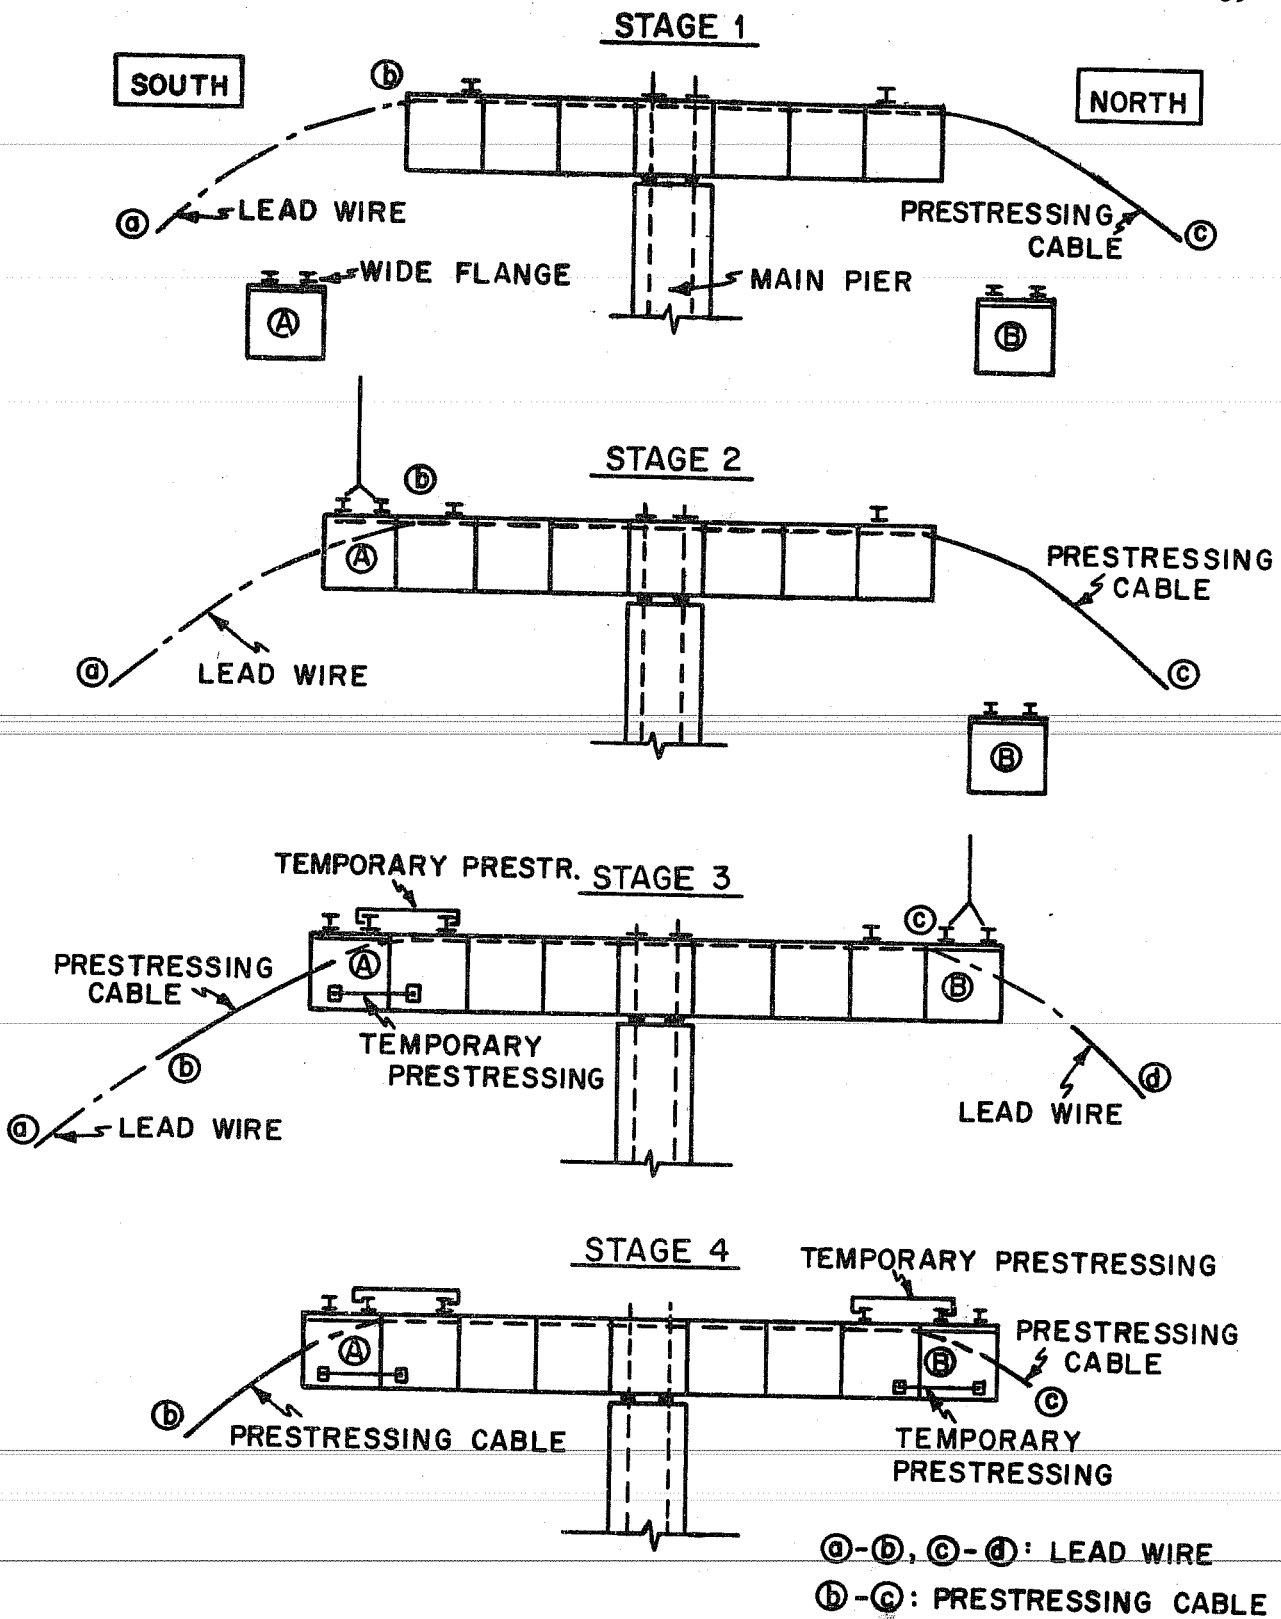 STAGE 1
SOUTH
ⓑ
NORTH
ⓐ
LEAD WIRE
PRESTRESSING
CABLE
ⓒ
WIDE FLANGE
MAIN PIER
Ⓐ
Ⓑ
STAGE 2
ⓑ
Ⓐ
PRESTRESSING
CABLE
ⓐ
LEAD WIRE
ⓒ
Ⓑ
TEMPORARY PRESTR.
STAGE 3
ⓒ
PRESTRESSING
CABLE
Ⓐ
Ⓑ
TEMPORARY
PRESTRESSING
ⓑ
ⓓ
LEAD WIRE
ⓐ
LEAD WIRE
STAGE 4
TEMPORARY PRESTRESSING
PRESTRESSING
CABLE
Ⓐ
Ⓑ
ⓒ
ⓑ
PRESTRESSING CABLE
TEMPORARY
PRESTRESSING
ⓐ-ⓑ, ⓒ-ⓓ: LEAD WIRE
ⓑ-ⓒ: PRESTRESSING CABLE